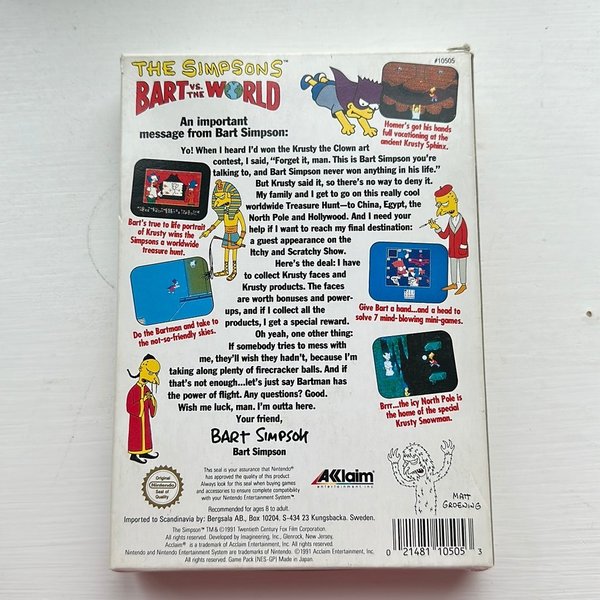 THE SIMPSONS™
BART VS. THE WORLD
#10505
An important
message from Bart Simpson:
Homer's got his hands
full vacationing at the
ancient Krusty Sphinx.
Yo! When I heard I'd won the Krusty the Clown art
contest, I said, "Forget it, man. This is Bart Simpson you're
talking to, and Bart Simpson never won anything in his life."
But Krusty said it, so there's no way to deny it.
My family and I get to go on this really cool
worldwide Treasure Hunt—to China, Egypt, the
North Pole and Hollywood. And I need your
help if I want to reach my final destination:
a guest appearance on the
Itchy and Scratchy Show.
Here's the deal: I have
to collect Krusty faces and
Krusty products. The faces
are worth bonuses and power-
ups, and if I collect all the
products, I get a special reward.
Oh yeah, one other thing:
If somebody tries to mess with
me, they'll wish they hadn't, because I'm
taking along plenty of firecracker balls. And if
that's not enough...let's just say Bartman has
the power of flight. Any questions? Good.
Wish me luck, man. I'm outta here.
Your friend,
BART SIMPSON
Bart Simpson
Bart's true to life portrait
of Krusty wins the
Simpsons a worldwide
treasure hunt.
Do the Bartman and take to
the not-so-friendly skies.
Give Bart a hand...and a head to
solve 7 mind-blowing mini-games.
Brrr...the icy North Pole is
the home of the special
Krusty Snowman.
Original
Nintendo
Seal of
Quality
This seal is your assurance that Nintendo®
has approved the quality of this product.
Always look for this seal when buying games
and accessories to ensure complete compatibility
with your Nintendo Entertainment System™.
AKKlaim
entertainment, inc.
MATT
GROENING
Recommended for ages 8 to adult.
Imported to Scandinavia by: Bergsala AB, Box 10204, S-434 23 Kungsbacka, Sweden.
The Simpsons™ TM & ©1991 Twentieth Century Fox Film Corporation.
All rights reserved. Developed by Imagineering, Inc., Glenrock, New Jersey.
Acclaim® is a trademark of Acclaim Entertainment, Inc. All rights reserved.
Nintendo and Nintendo Entertainment System are trademarks of Nintendo. ©1991 Acclaim Entertainment, Inc.
All rights reserved. Game Pack (NES-GP) Made in Japan.
0 21481 10505 3